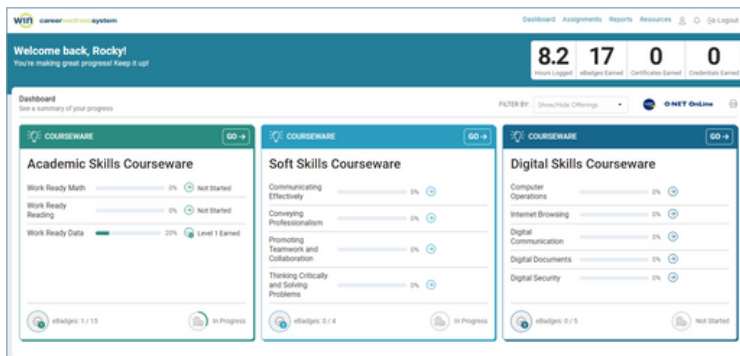 win career readiness system
Dashboard Assignments Reports Resources Logout
Welcome back, Rocky!
You're making great progress! Keep it up!
8.2 17 0 0
Hours Logged eBadges Earned Certificates Earned Credentials Earned
Dashboard
See a summary of your progress
FILTER BY: Show/Hide Offerings O*NET OnLine
COURSEWARE GO
Academic Skills Courseware
Work Ready Math 0% Not Started
Work Ready
Reading 0% Not Started
Work Ready Data 20% Level 1 Earned
eBadges: 1 / 15 In Progress
COURSEWARE GO
Soft Skills Courseware
Communicating
Effectively 0%
Conveying
Professionalism 0%
Promoting
Teamwork and
Collaboration 0%
Thinking Critically
and Solving
Problems 0%
eBadges: 0 / 4 In Progress
COURSEWARE GO
Digital Skills Courseware
Computer
Operations 0%
Internet Browsing 0%
Digital
Communication 0%
Digital Documents 0%
Digital Security 0%
eBadges: 0 / 5 Not Started